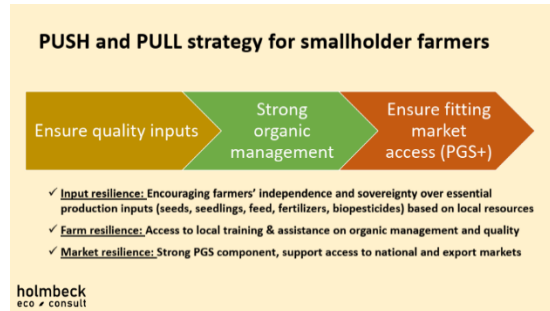 PUSH and PULL strategy for smallholder farmers
Ensure quality inputs
Strong
organic
management
Ensure fitting
market
access (PGS+)
✓ Input resilience: Encouraging farmers' independence and sovereignty over essential
production inputs (seeds, seedlings, feed, fertilizers, biopesticides) based on local resources
✓ Farm resilience: Access to local training & assistance on organic management and quality
✓ Market resilience: Strong PGS component, support access to national and export markets
holmbeck
eco consult